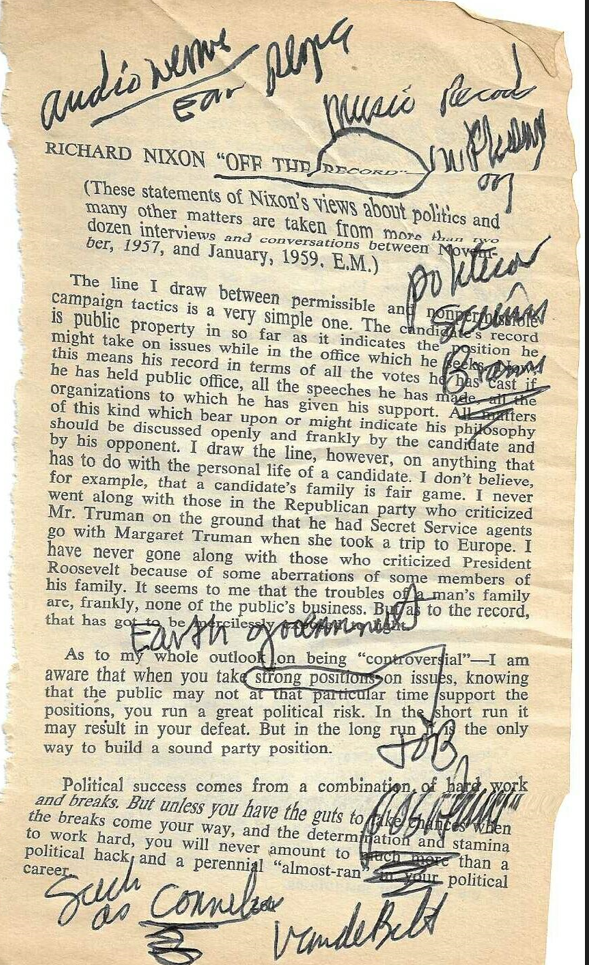 audio nerve
Ear people
music Record
RICHARD NIXON "OFF THE RECORD"
(These statements of Nixon's views about politics and
many other matters are taken from more than two
dozen interviews and conversations between Novem-
ber, 1957, and January, 1959. E.M.)
The line I draw between permissible and nonpermissible
campaign tactics is a very simple one. The candidate's record
is public property in so far as it indicates the position he
might take on issues while in the office which he seeks.
this means his record in terms of all the votes he has cast if
he has held public office, all the speeches he has made, all the
organizations to which he has given his support. All matters
of this kind which bear upon or might indicate his philosophy
should be discussed openly and frankly by the candidate and
by his opponent. I draw the line, however, on anything that
has to do with the personal life of a candidate. I don't believe,
for example, that a candidate's family is fair game. I never
went along with those in the Republican party who criticized
Mr. Truman on the ground that he had Secret Service agents
go with Margaret Truman when she took a trip to Europe. I
have never gone along with those who criticized President
Roosevelt because of some aberrations of some members of
his family. It seems to me that the troubles of a man's family
are, frankly, none of the public's business. But as to the record,
that has got to be mercilessly
Earth
As to my whole outlook on being "controversial"—I am
aware that when you take strong positions on issues, knowing
that the public may not at that particular time support the
positions, you run a great political risk. In the short run it
may result in your defeat. But in the long run it is the only
way to build a sound party position.
JOB
Political success comes from a combination of hard work
and breaks. But unless you have the guts to take chances when
the breaks come your way, and the determination and stamina
to work hard, you will never amount to much more than a
political hack and a perennial "almost-ran" in your political
career.
Such
as
VandeBilt